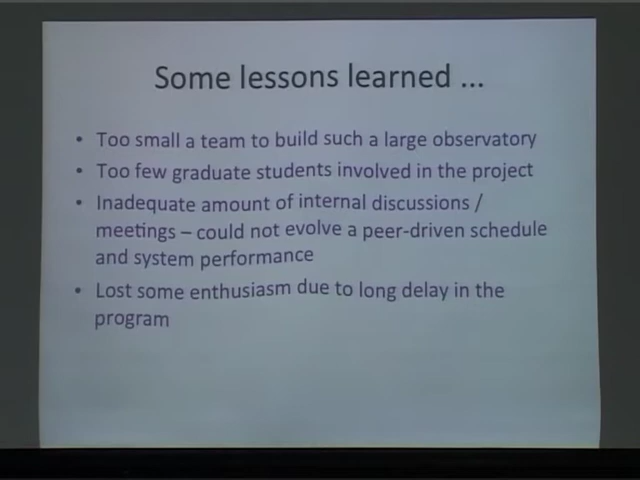 Some lessons learned ...
• Too small a team to build such a large observatory
• Too few graduate students involved in the project
• Inadequate amount of internal discussions /
meetings – could not evolve a peer-driven schedule
and system performance
• Lost some enthusiasm due to long delay in the
program